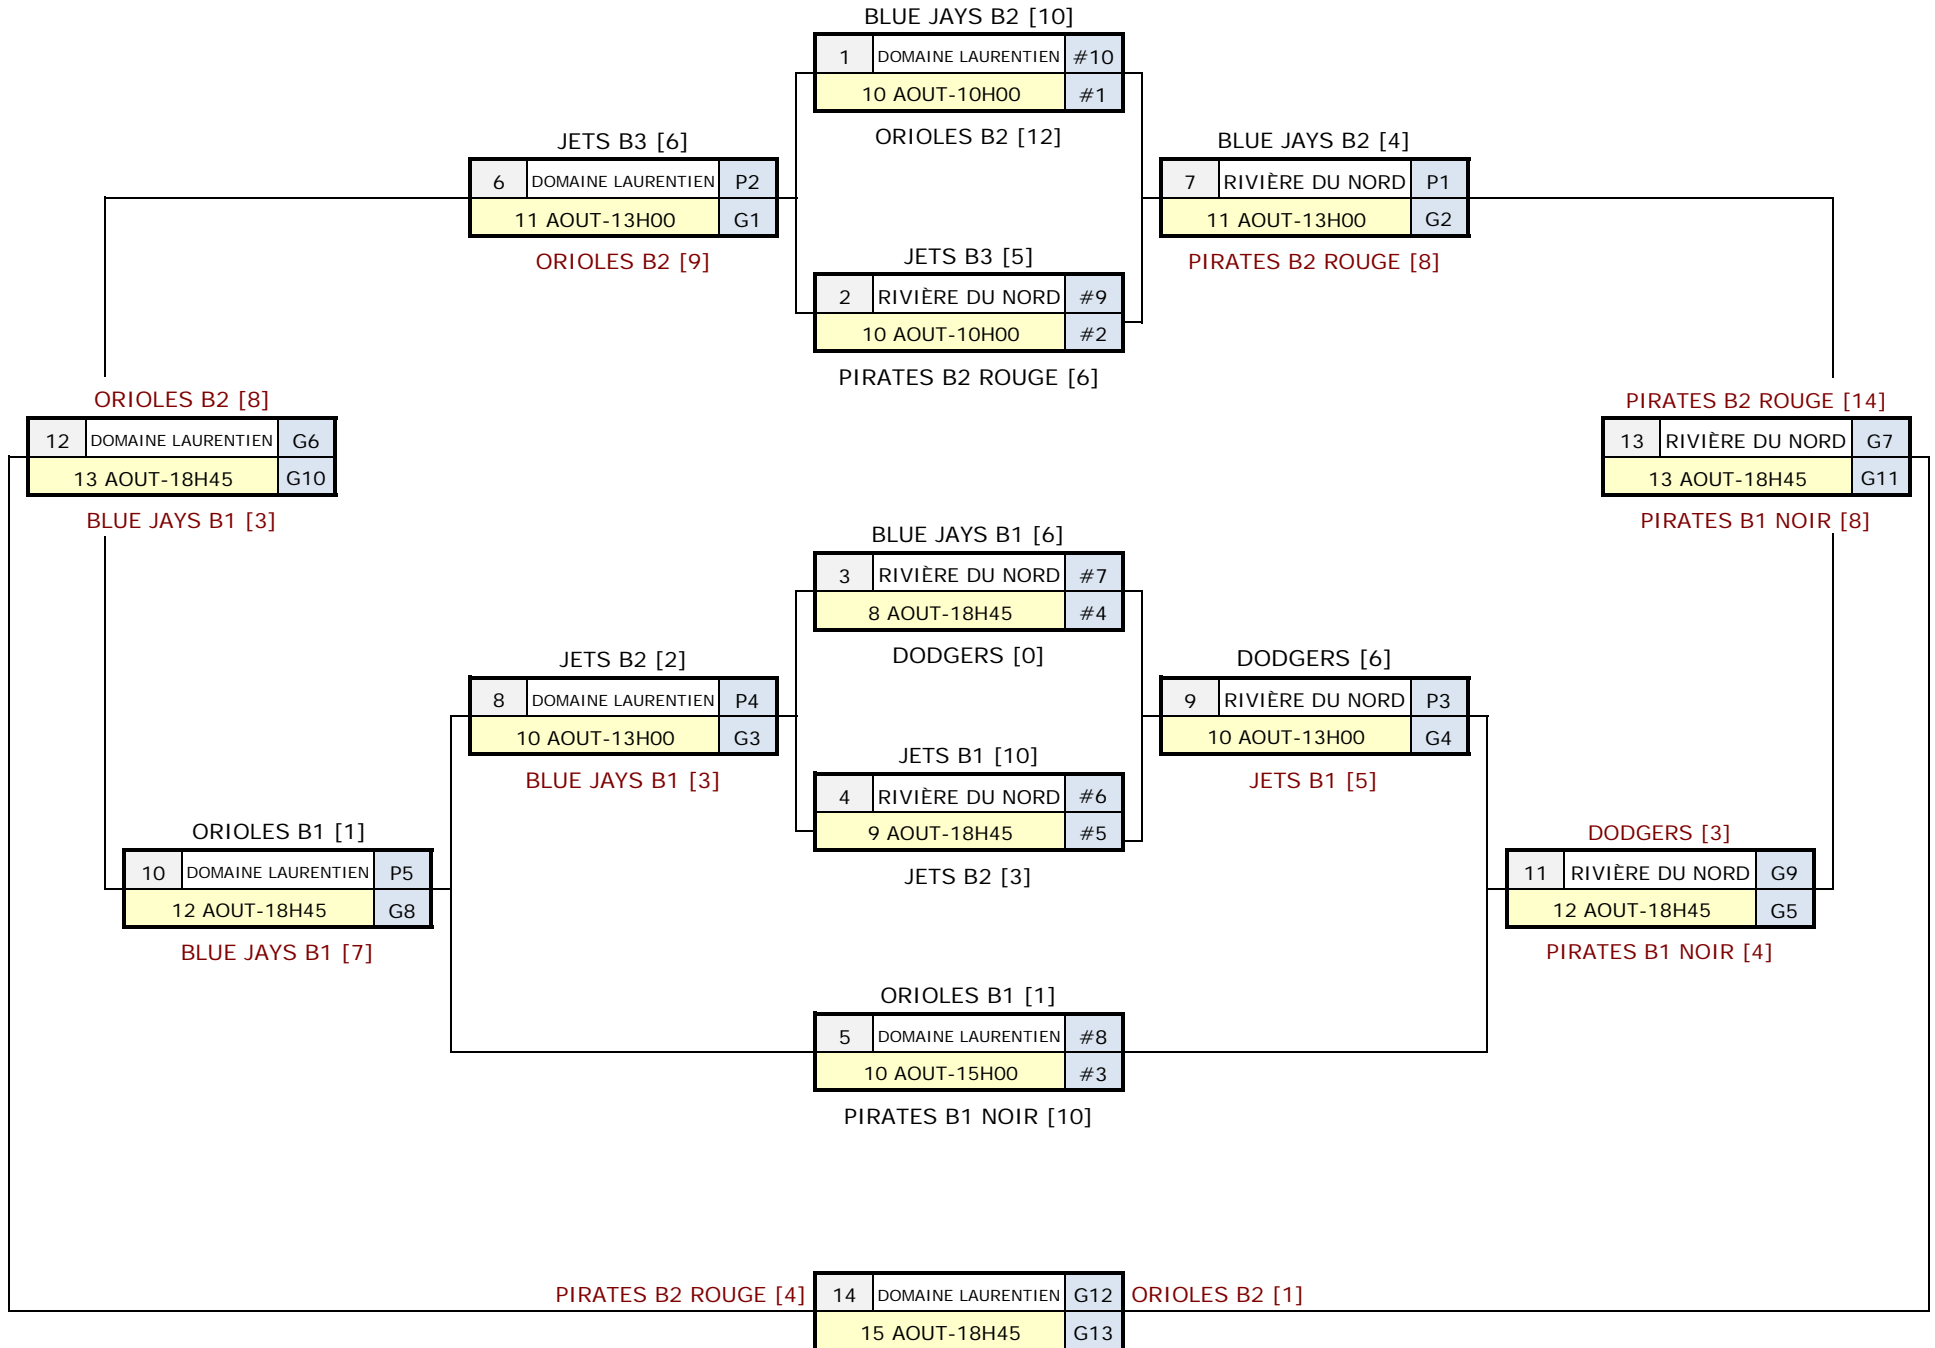 BLUE JAYS B2 [10]
1 DOMAINE LAURENTIEN #10
10 AOUT-10H00 #1
ORIOLES B2 [12]
JETS B3 [6]
6 DOMAINE LAURENTIEN P2
11 AOUT-13H00 G1
ORIOLES B2 [9]
BLUE JAYS B2 [4]
7 RIVIÈRE DU NORD P1
11 AOUT-13H00 G2
PIRATES B2 ROUGE [8]
JETS B3 [5]
2 RIVIÈRE DU NORD #9
10 AOUT-10H00 #2
PIRATES B2 ROUGE [6]
ORIOLES B2 [8]
12 DOMAINE LAURENTIEN G6
13 AOUT-18H45 G10
BLUE JAYS B1 [3]
PIRATES B2 ROUGE [14]
13 RIVIÈRE DU NORD G7
13 AOUT-18H45 G11
PIRATES B1 NOIR [8]
BLUE JAYS B1 [6]
3 RIVIÈRE DU NORD #7
8 AOUT-18H45 #4
DODGERS [0]
JETS B2 [2]
8 DOMAINE LAURENTIEN P4
10 AOUT-13H00 G3
BLUE JAYS B1 [3]
DODGERS [6]
9 RIVIÈRE DU NORD P3
10 AOUT-13H00 G4
JETS B1 [5]
JETS B1 [10]
4 RIVIÈRE DU NORD #6
9 AOUT-18H45 #5
JETS B2 [3]
ORIOLES B1 [1]
10 DOMAINE LAURENTIEN P5
12 AOUT-18H45 G8
BLUE JAYS B1 [7]
DODGERS [3]
11 RIVIÈRE DU NORD G9
12 AOUT-18H45 G5
PIRATES B1 NOIR [4]
ORIOLES B1 [1]
5 DOMAINE LAURENTIEN #8
10 AOUT-15H00 #3
PIRATES B1 NOIR [10]
PIRATES B2 ROUGE [4] 14 DOMAINE LAURENTIEN G12 ORIOLES B2 [1]
15 AOUT-18H45 G13